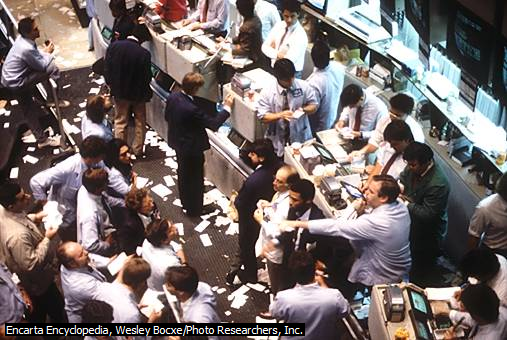 Encarta Encyclopedia, Wesley Bocxe/Photo Researchers, Inc.